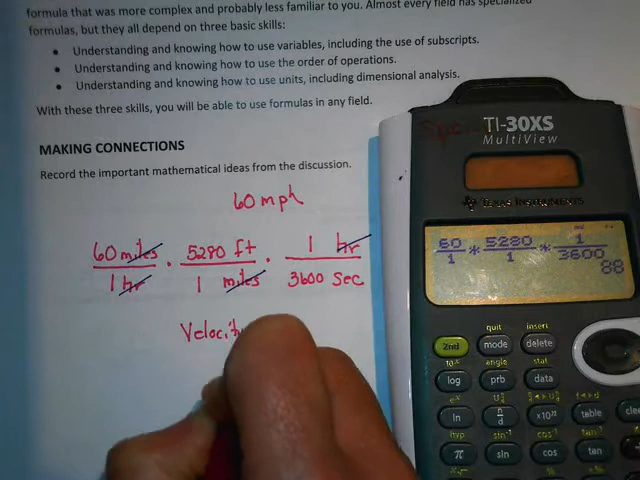 formula that was more complex and probably less familiar to you. Almost every field has specialized
formulas, but they all depend on three basic skills:
• Understanding and knowing how to use variables, including the use of subscripts.
• Understanding and knowing how to use the order of operations.
• Understanding and knowing how to use units, including dimensional analysis.
With these three skills, you will be able to use formulas in any field.
MAKING CONNECTIONS
Record the important mathematical ideas from the discussion.
60 mph
60 miles · 5280 ft · 1 hr
1 hr 1 miles 3600 Sec
Velocit
TI-30XS
MultiView
TEXAS INSTRUMENTS
60 * 5280 * 1
1 1 3600
88
quit insert
2nd mode delete
angle stat
log prb data
ln n/d table
hyp
π sin cos tan